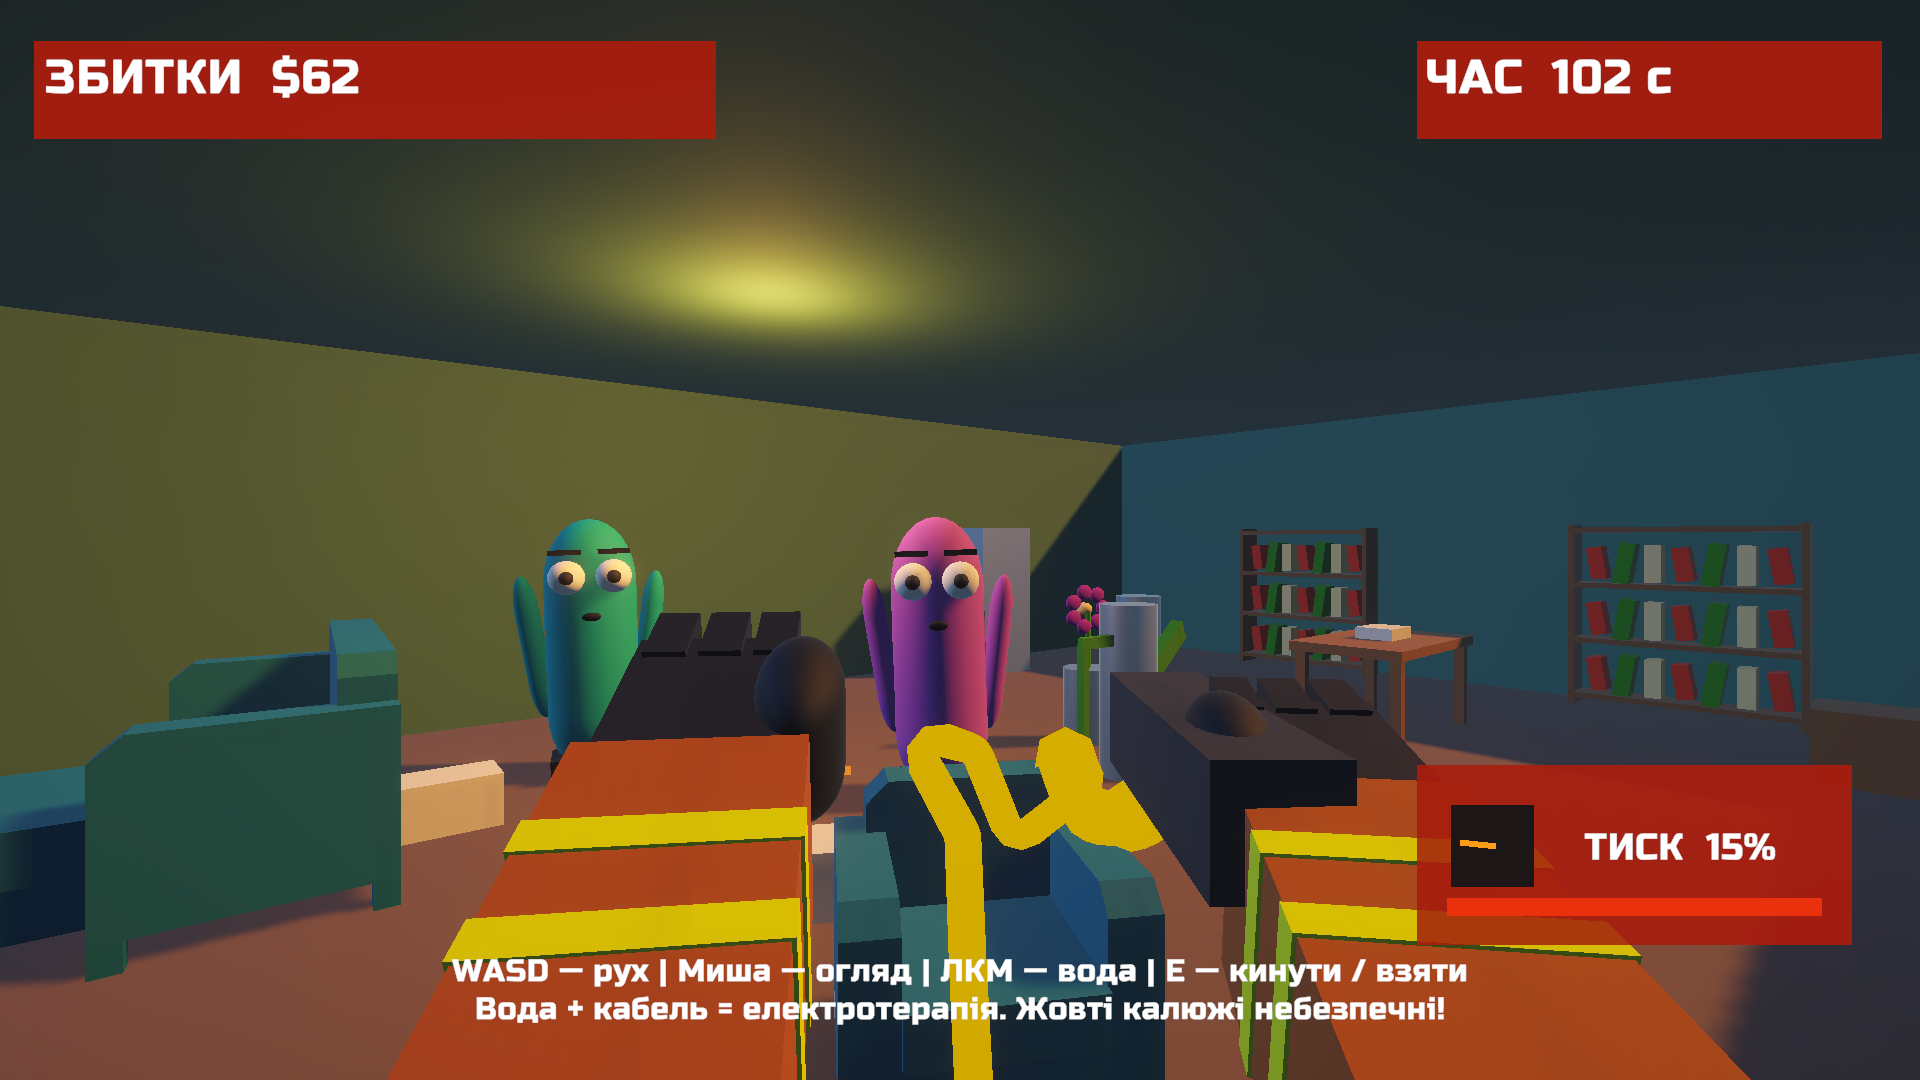 ЗБИТКИ $62
ЧАС 102 с
ТИСК 15%
WASD — рух | Миша — огляд | ЛКМ — вода | E — кинути / взяти
Вода + кабель = електротерапія. Жовті калюжі небезпечні!